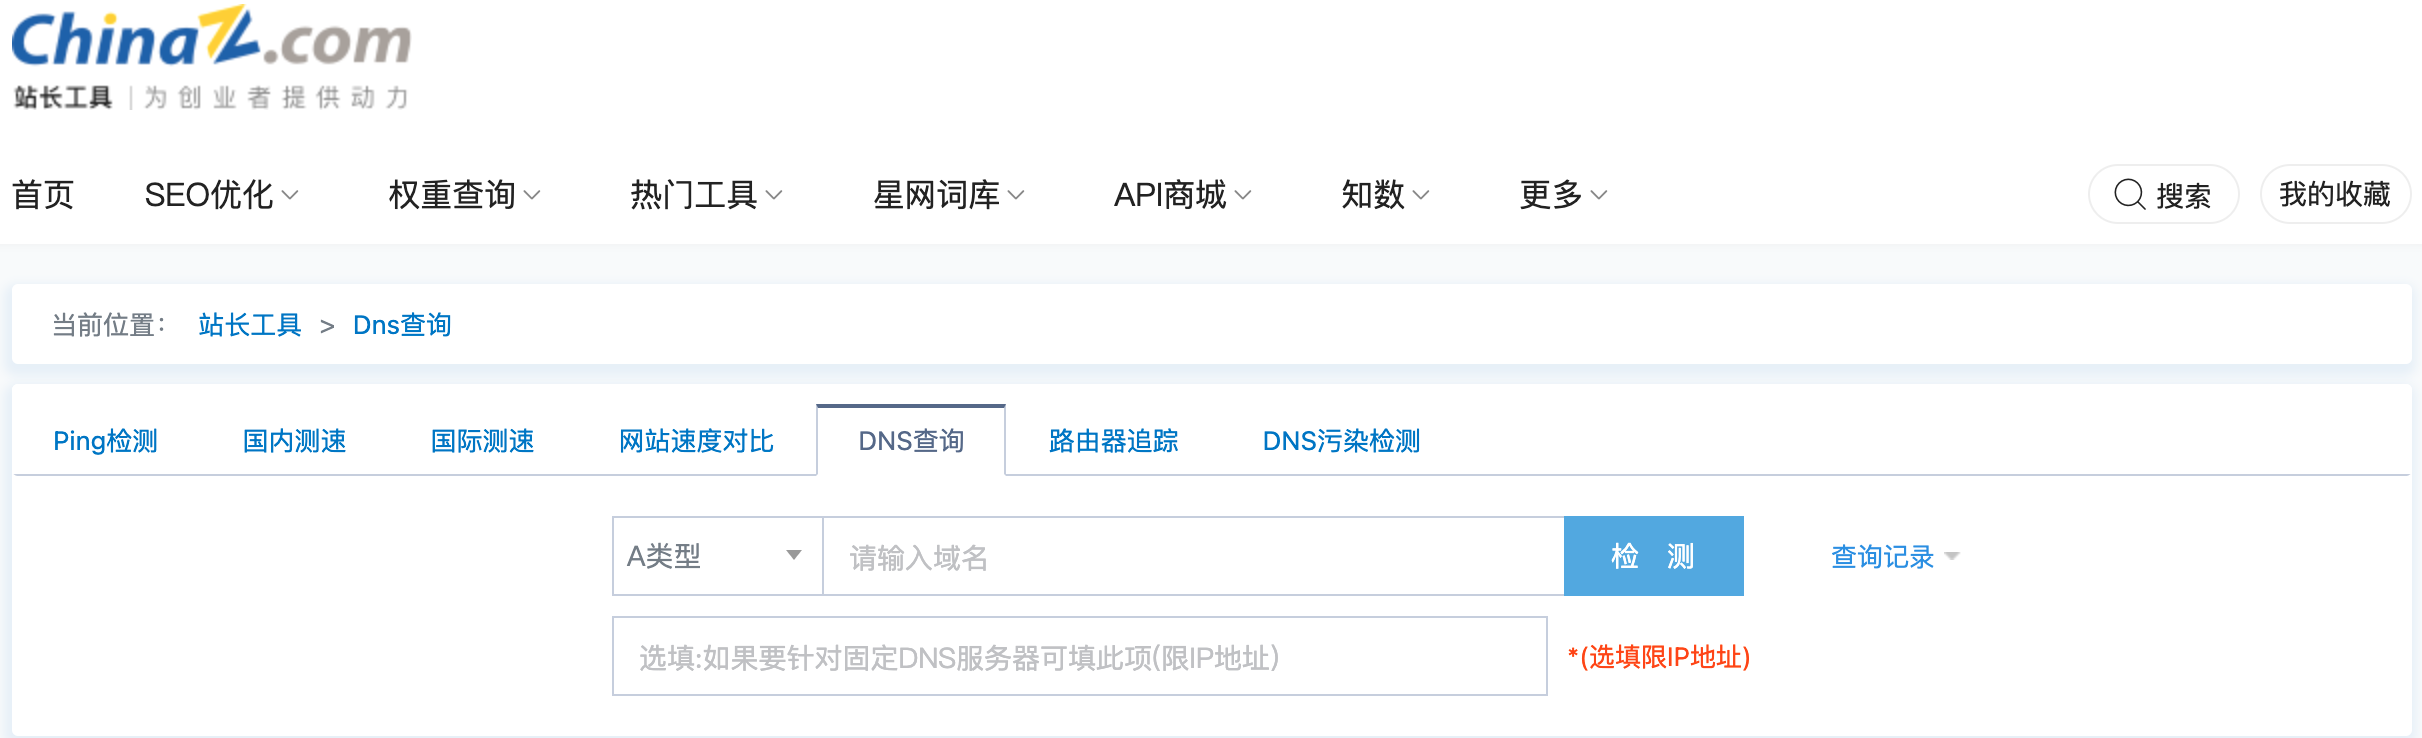 ChinaZ.com
站长工具 | 为创业者提供动力
首页 SEO优化 权重查询 热门工具 星网词库 API商城 知数 更多 搜索 我的收藏
当前位置： 站长工具 > Dns查询
Ping检测 国内测速 国际测速 网站速度对比 DNS查询 路由器追踪 DNS污染检测
A类型 请输入域名 检 测 查询记录
选填:如果要针对固定DNS服务器可填此项(限IP地址) *(选填限IP地址)